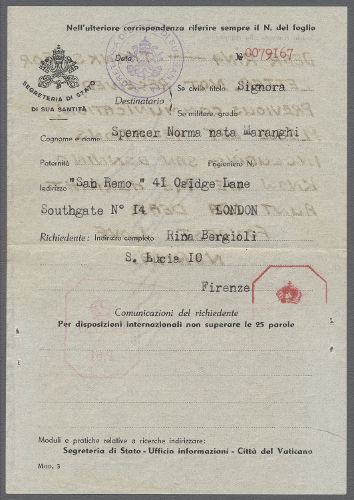 Nell'ulteriore corrispondenza riferire sempre il N. del foglio
Data
№ 0079167
SEGRETERIA DI STATO
DI SUA SANTITÀ
Destinatario
Se civile titolo Signora
Se militare, grado
Cognome e nome Spencer Norma nata Maranghi
Paternità
Prigioniero N.
Indirizzo "San Remo " 41 Osidge Lane
Southgate N° 14 LONDON
Richiedente: Indirizzo completo Rina Bergioli
S. Lucia 10
Firenze
Comunicazioni del richiedente
Per disposizioni internazionali non superare le 25 parole
Moduli e pratiche relative a ricerche indirizzare:
Segreteria di Stato - Ufficio informazioni - Città del Vaticano
Mod. 3